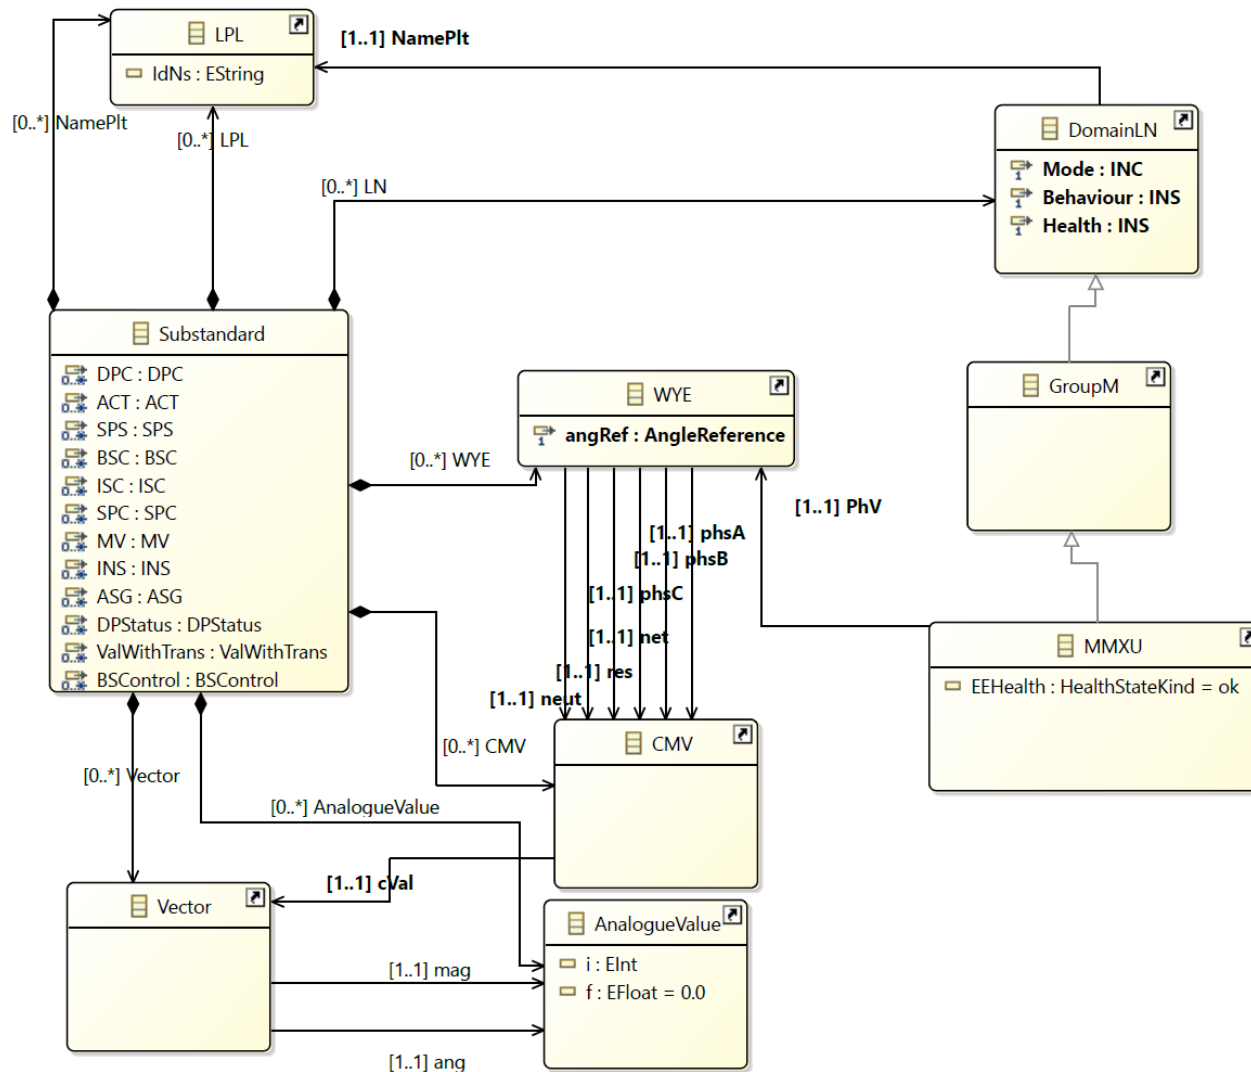 LPL
IdNs : EString
[1..1] NamePlt
[0..*] NamePlt
[0..*] LPL
DomainLN
Mode : INC
Behaviour : INS
Health : INS
[0..*] LN
Substandard
DPC : DPC
ACT : ACT
SPS : SPS
BSC : BSC
ISC : ISC
SPC : SPC
MV : MV
INS : INS
ASG : ASG
DPStatus : DPStatus
ValWithTrans : ValWithTrans
BSControl : BSControl
WYE
angRef : AngleReference
GroupM
[0..*] WYE
[1..1] PhV
[1..1] phsA
[1..1] phsB
[1..1] phsC
[1..1] net
[1..1] res
[1..1] neut
MMXU
EEHealth : HealthStateKind = ok
CMV
[0..*] CMV
[0..*] Vector
[0..*] AnalogueValue
[1..1] cVal
Vector
AnalogueValue
i : EInt
f : EFloat = 0.0
[1..1] mag
[1..1] ang